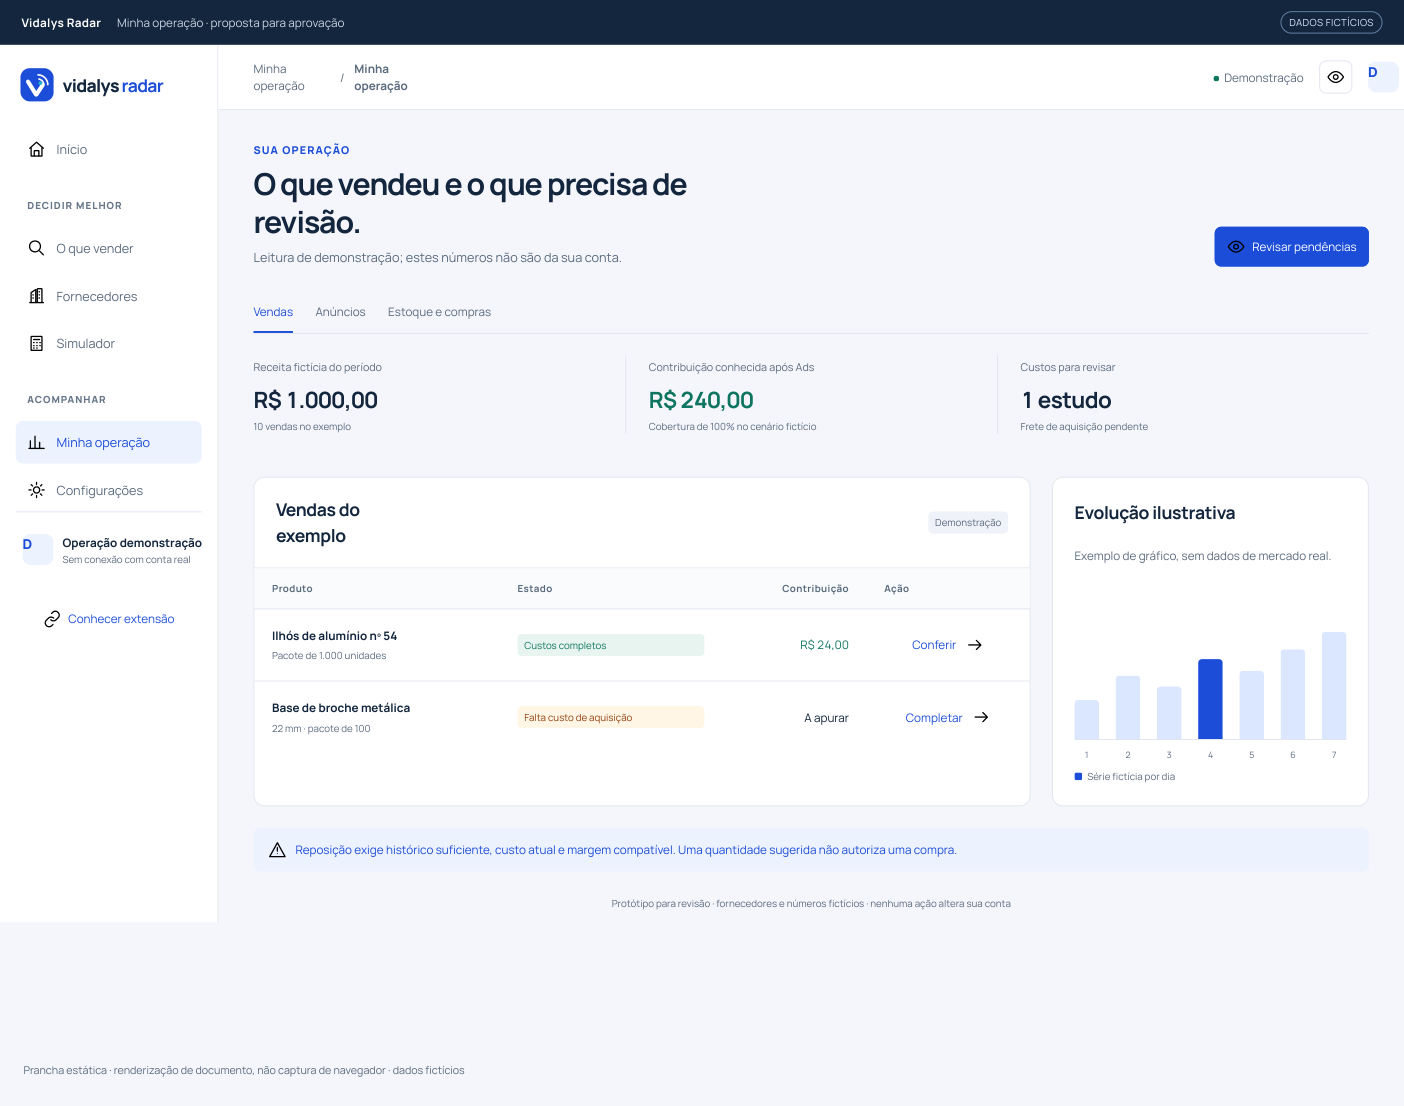 Vidalys Radar Minha operação · proposta para aprovação DADOS FICTÍCIOS
vidalys radar
Minha operação / Minha operação
Demonstração
D
Início
DECIDIR MELHOR
O que vender
Fornecedores
Simulador
ACOMPANHAR
Minha operação
Configurações
D
Operação demonstração
Sem conexão com conta real
Conhecer extensão
SUA OPERAÇÃO
O que vendeu e o que precisa de
revisão.
Leitura de demonstração; estes números não são da sua conta.
Revisar pendências
Vendas Anúncios Estoque e compras
Receita fictícia do período
R$ 1.000,00
10 vendas no exemplo
Contribuição conhecida após Ads
R$ 240,00
Cobertura de 100% no cenário fictício
Custos para revisar
1 estudo
Frete de aquisição pendente
Vendas do
exemplo
Demonstração
Produto Estado Contribuição Ação
Ilhós de alumínio nº 54
Pacote de 1.000 unidades
Custos completos
R$ 24,00
Conferir
Base de broche metálica
22 mm · pacote de 100
Falta custo de aquisição
A apurar
Completar
Evolução ilustrativa
Exemplo de gráfico, sem dados de mercado real.
1 2 3 4 5 6 7
Série fictícia por dia
Reposição exige histórico suficiente, custo atual e margem compatível. Uma quantidade sugerida não autoriza uma compra.
Protótipo para revisão · fornecedores e números fictícios · nenhuma ação altera sua conta
Prancha estática · renderização de documento, não captura de navegador · dados fictícios